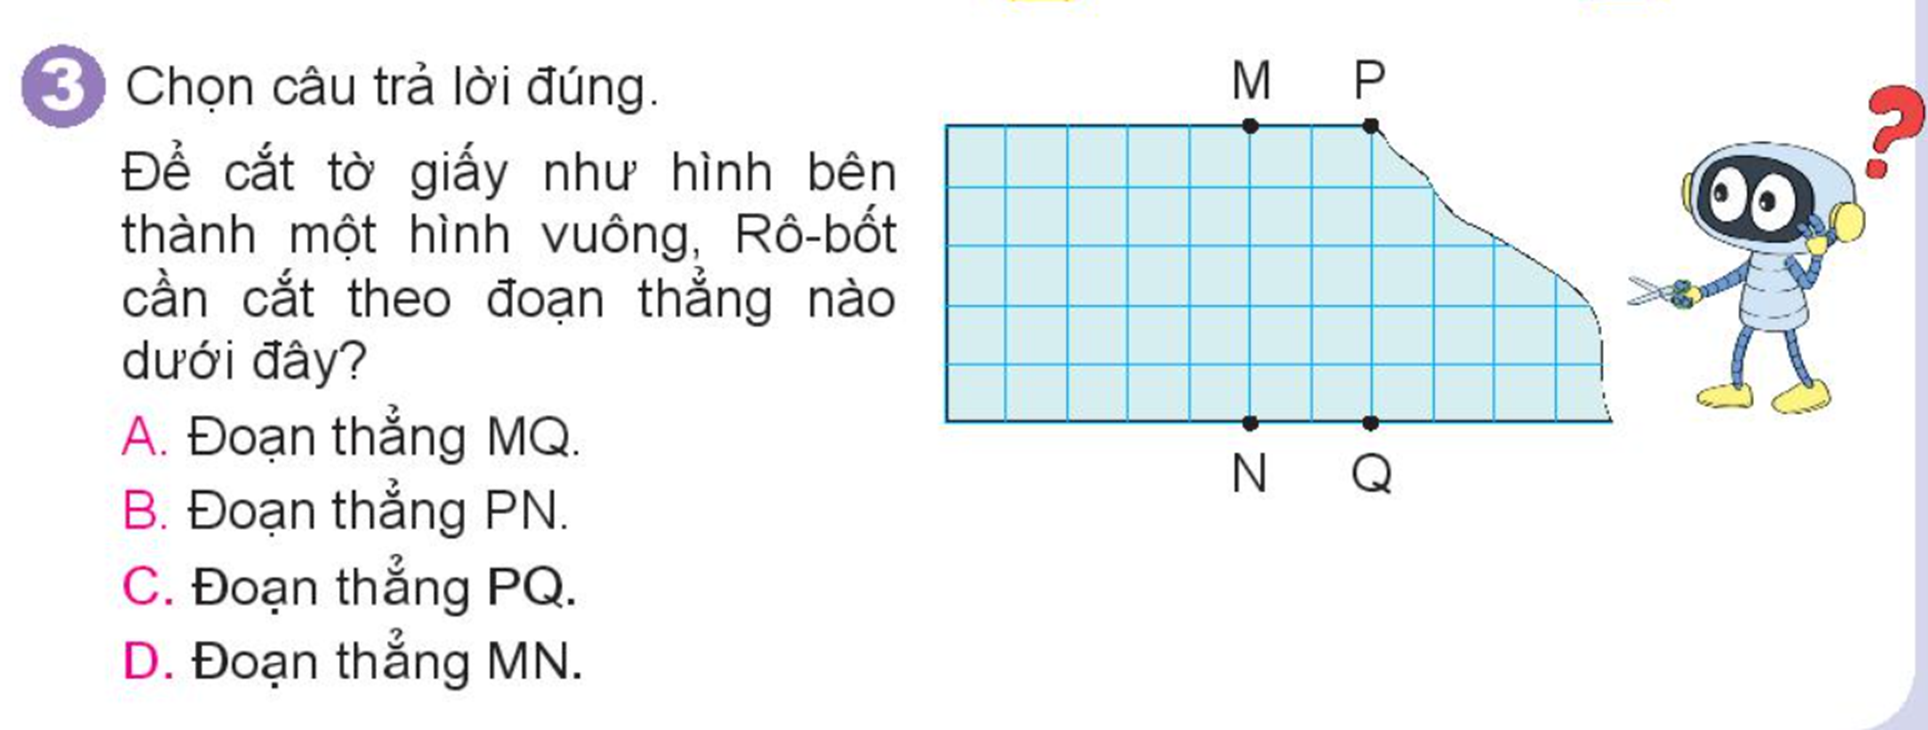 3 Chọn câu trả lời đúng.
Để cắt tờ giấy như hình bên
thành một hình vuông, Rô-bốt
cần cắt theo đoạn thẳng nào
dưới đây?
A. Đoạn thẳng MQ.
B. Đoạn thẳng PN.
C. Đoạn thẳng PQ.
D. Đoạn thẳng MN.
M P
?
N Q